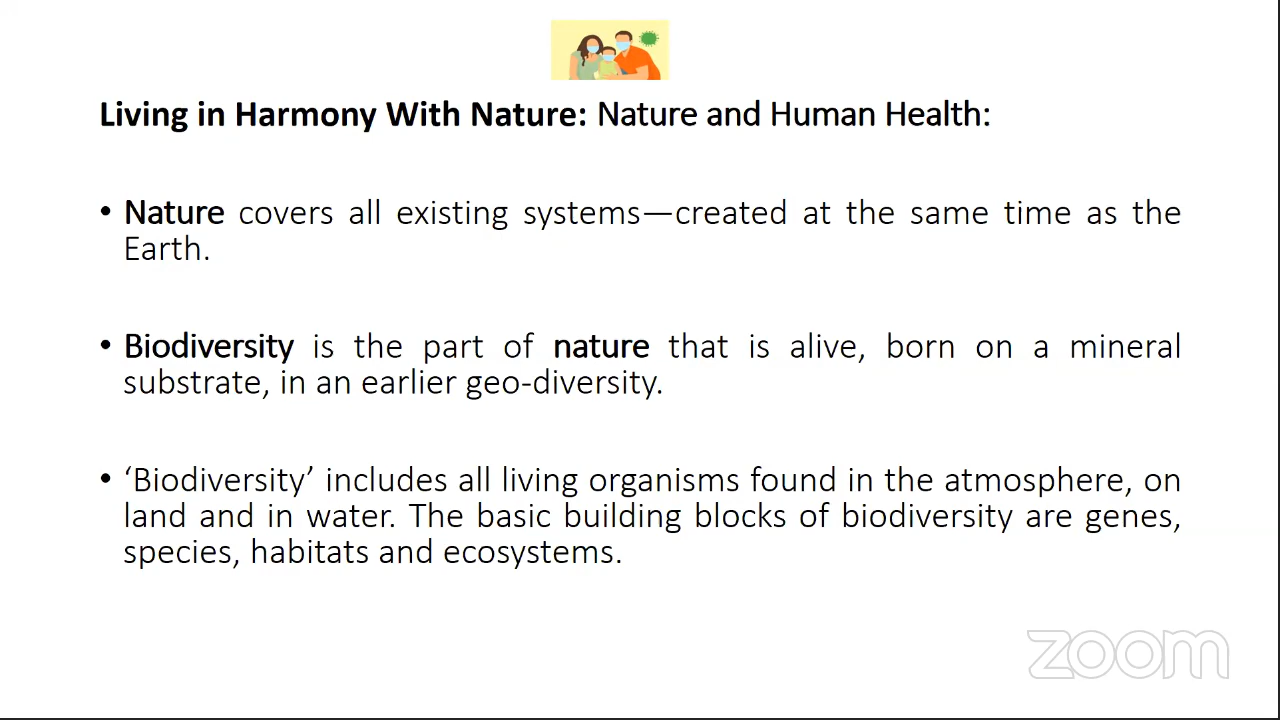 Living in Harmony With Nature: Nature and Human Health:
• Nature covers all existing systems—created at the same time as the
Earth.
• Biodiversity is the part of nature that is alive, born on a mineral
substrate, in an earlier geo-diversity.
• ‘Biodiversity’ includes all living organisms found in the atmosphere, on
land and in water. The basic building blocks of biodiversity are genes,
species, habitats and ecosystems.
zoom